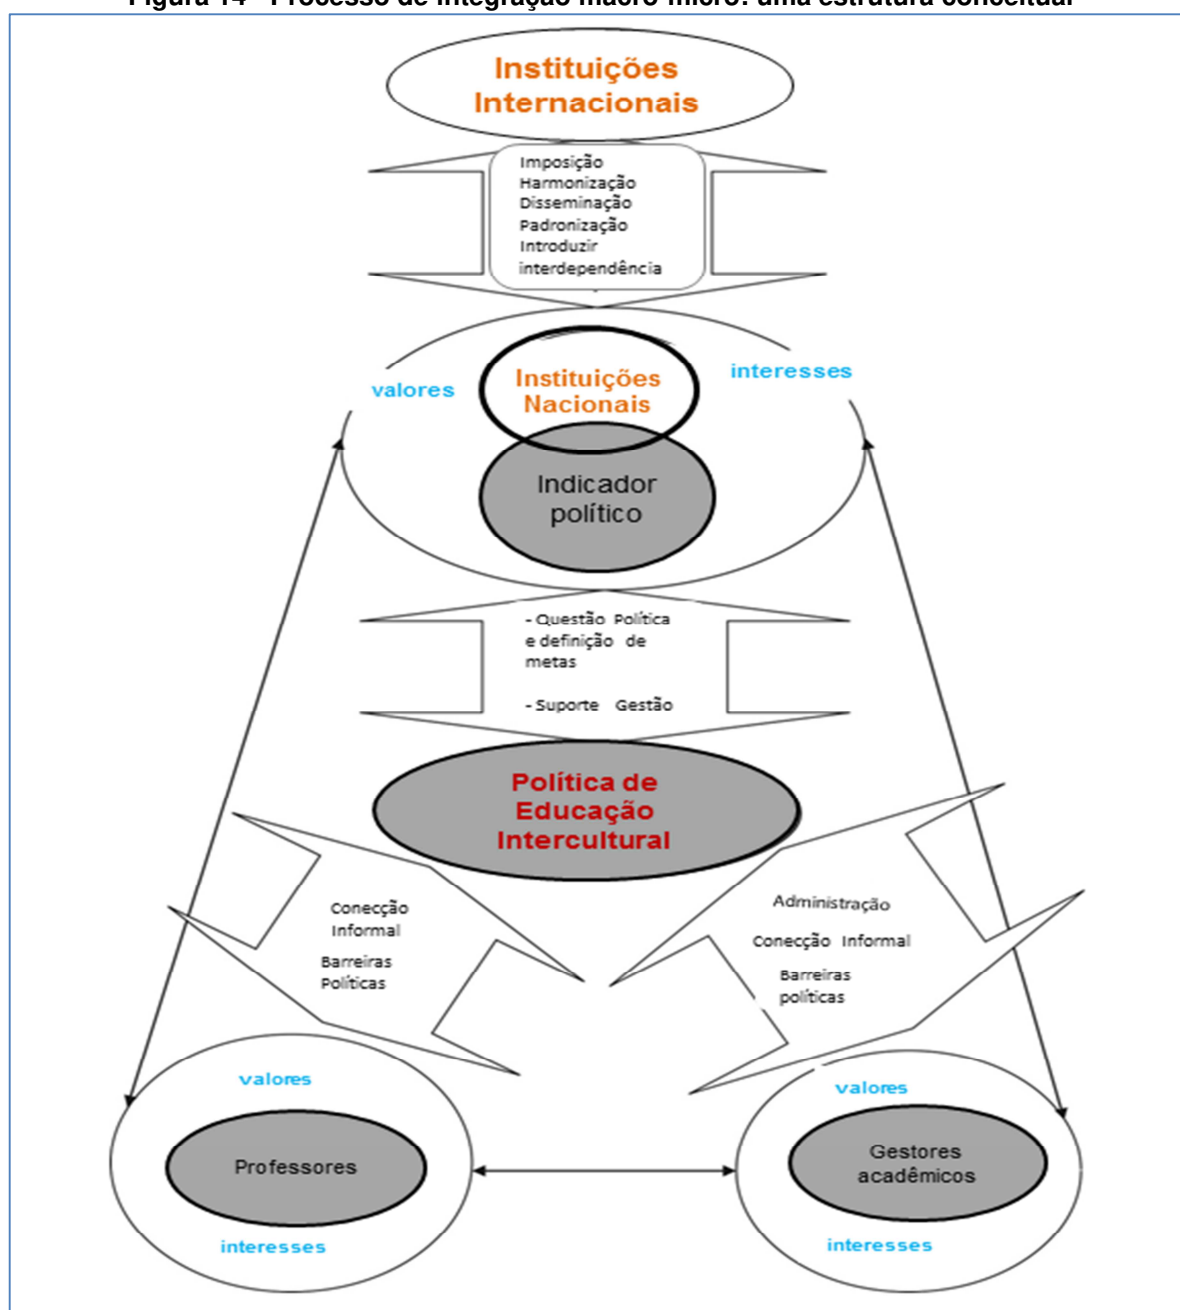 Figura 14 - Processo de integração macro-micro: uma estrutura conceitual
Instituições
Internacionais
Imposição
Harmonização
Disseminação
Padronização
Introduzir
interdependência
valores
interesses
Instituições
Nacionais
Indicador
político
- Questão Política
e definição de
metas
- Suporte Gestão
Política de
Educação
Intercultural
Conecção
Informal
Barreiras
Políticas
Administração
Conecção Informal
Barreiras
políticas
valores
Professores
interesses
valores
Gestores
acadêmicos
interesses